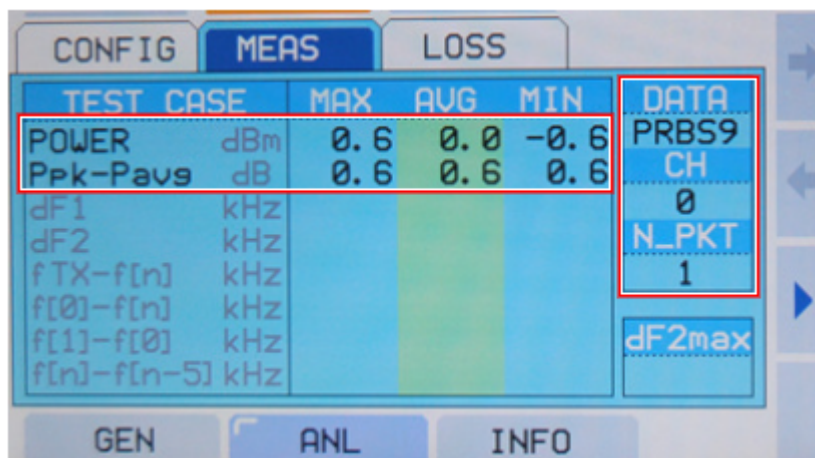 CONFIG MEAS LOSS
TEST CASE MAX AVG MIN
POWER dBm 0.6 0.0 -0.6
Ppk-Pavg dB 0.6 0.6 0.6
dF1 kHz
dF2 kHz
fTX-f[n] kHz
f[0]-f[n] kHz
f[1]-f[0] kHz
f[n]-f[n-5] kHz
DATA
PRBS9
CH
0
N_PKT
1
dF2max
GEN ANL INFO